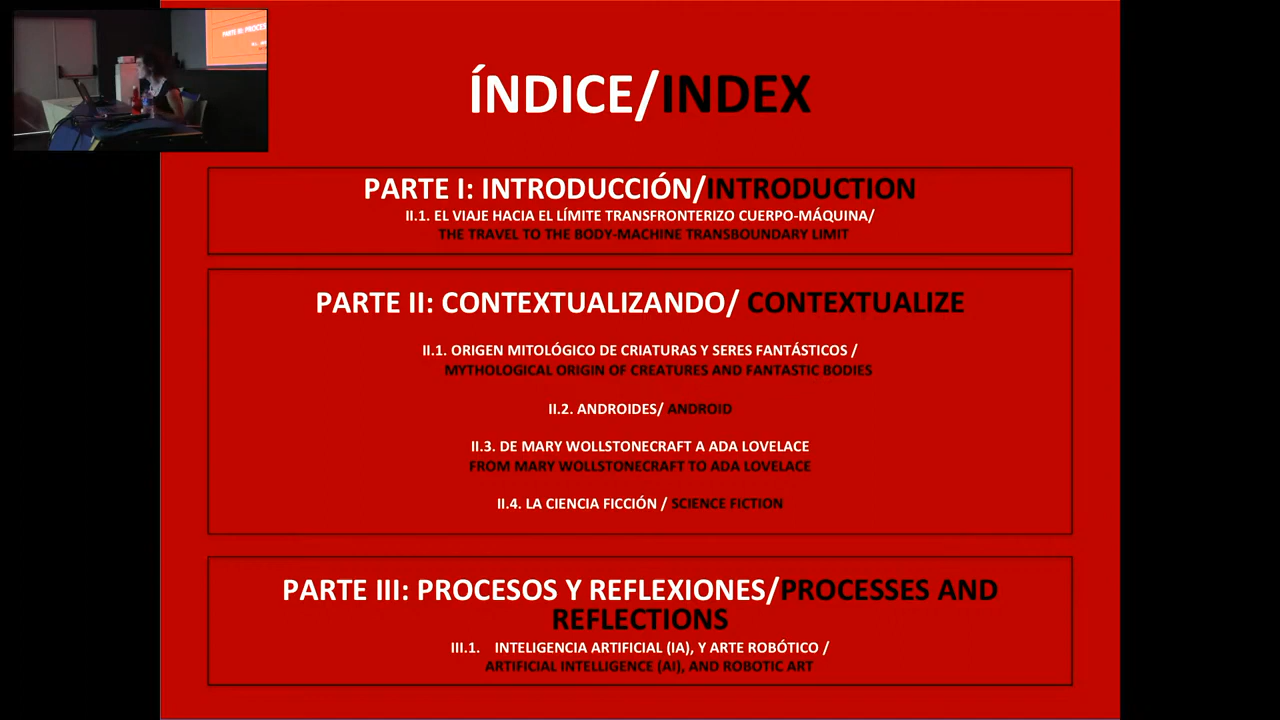 ÍNDICE/INDEX
PARTE I: INTRODUCCIÓN/INTRODUCTION
II.1. EL VIAJE HACIA EL LÍMITE TRANSFRONTERIZO CUERPO-MÁQUINA/
THE TRAVEL TO THE BODY-MACHINE TRANSBOUNDARY LIMIT
PARTE II: CONTEXTUALIZANDO/ CONTEXTUALIZE
II.1. ORIGEN MITOLÓGICO DE CRIATURAS Y SERES FANTÁSTICOS /
MYTHOLOGICAL ORIGIN OF CREATURES AND FANTASTIC BODIES
II.2. ANDROIDES/ ANDROID
II.3. DE MARY WOLLSTONECRAFT A ADA LOVELACE
FROM MARY WOLLSTONECRAFT TO ADA LOVELACE
II.4. LA CIENCIA FICCIÓN / SCIENCE FICTION
PARTE III: PROCESOS Y REFLEXIONES/PROCESSES AND
REFLECTIONS
III.1. INTELIGENCIA ARTIFICIAL (IA), Y ARTE ROBÓTICO /
ARTIFICIAL INTELLIGENCE (AI), AND ROBOTIC ART